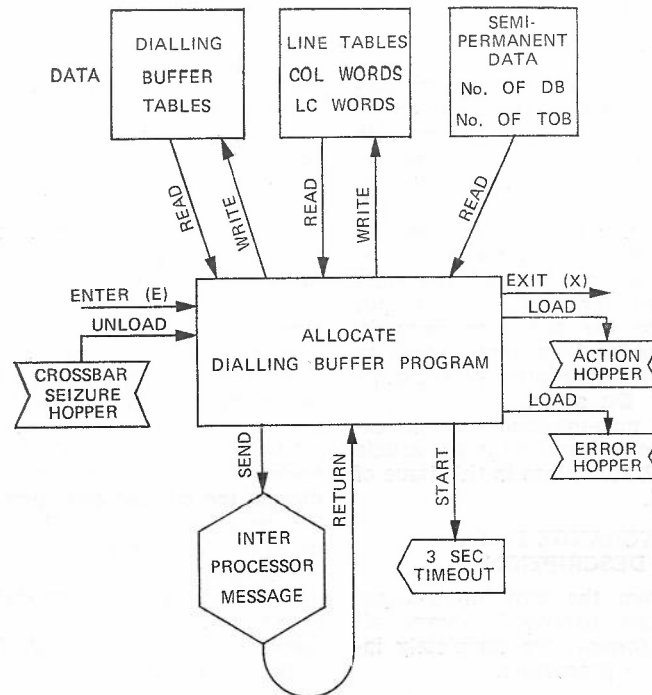 DATA
DIALLING
BUFFER
TABLES
LINE TABLES
COL WORDS
LC WORDS
SEMI-
PERMANENT
DATA
No. OF DB
No. OF TOB
READ
WRITE
READ
WRITE
READ
ENTER (E)
UNLOAD
CROSSBAR
SEIZURE
HOPPER
ALLOCATE
DIALLING BUFFER PROGRAM
EXIT (X)
LOAD
ACTION
HOPPER
LOAD
ERROR
HOPPER
SEND
RETURN
START
INTER
PROCESSOR
MESSAGE
3 SEC
TIMEOUT